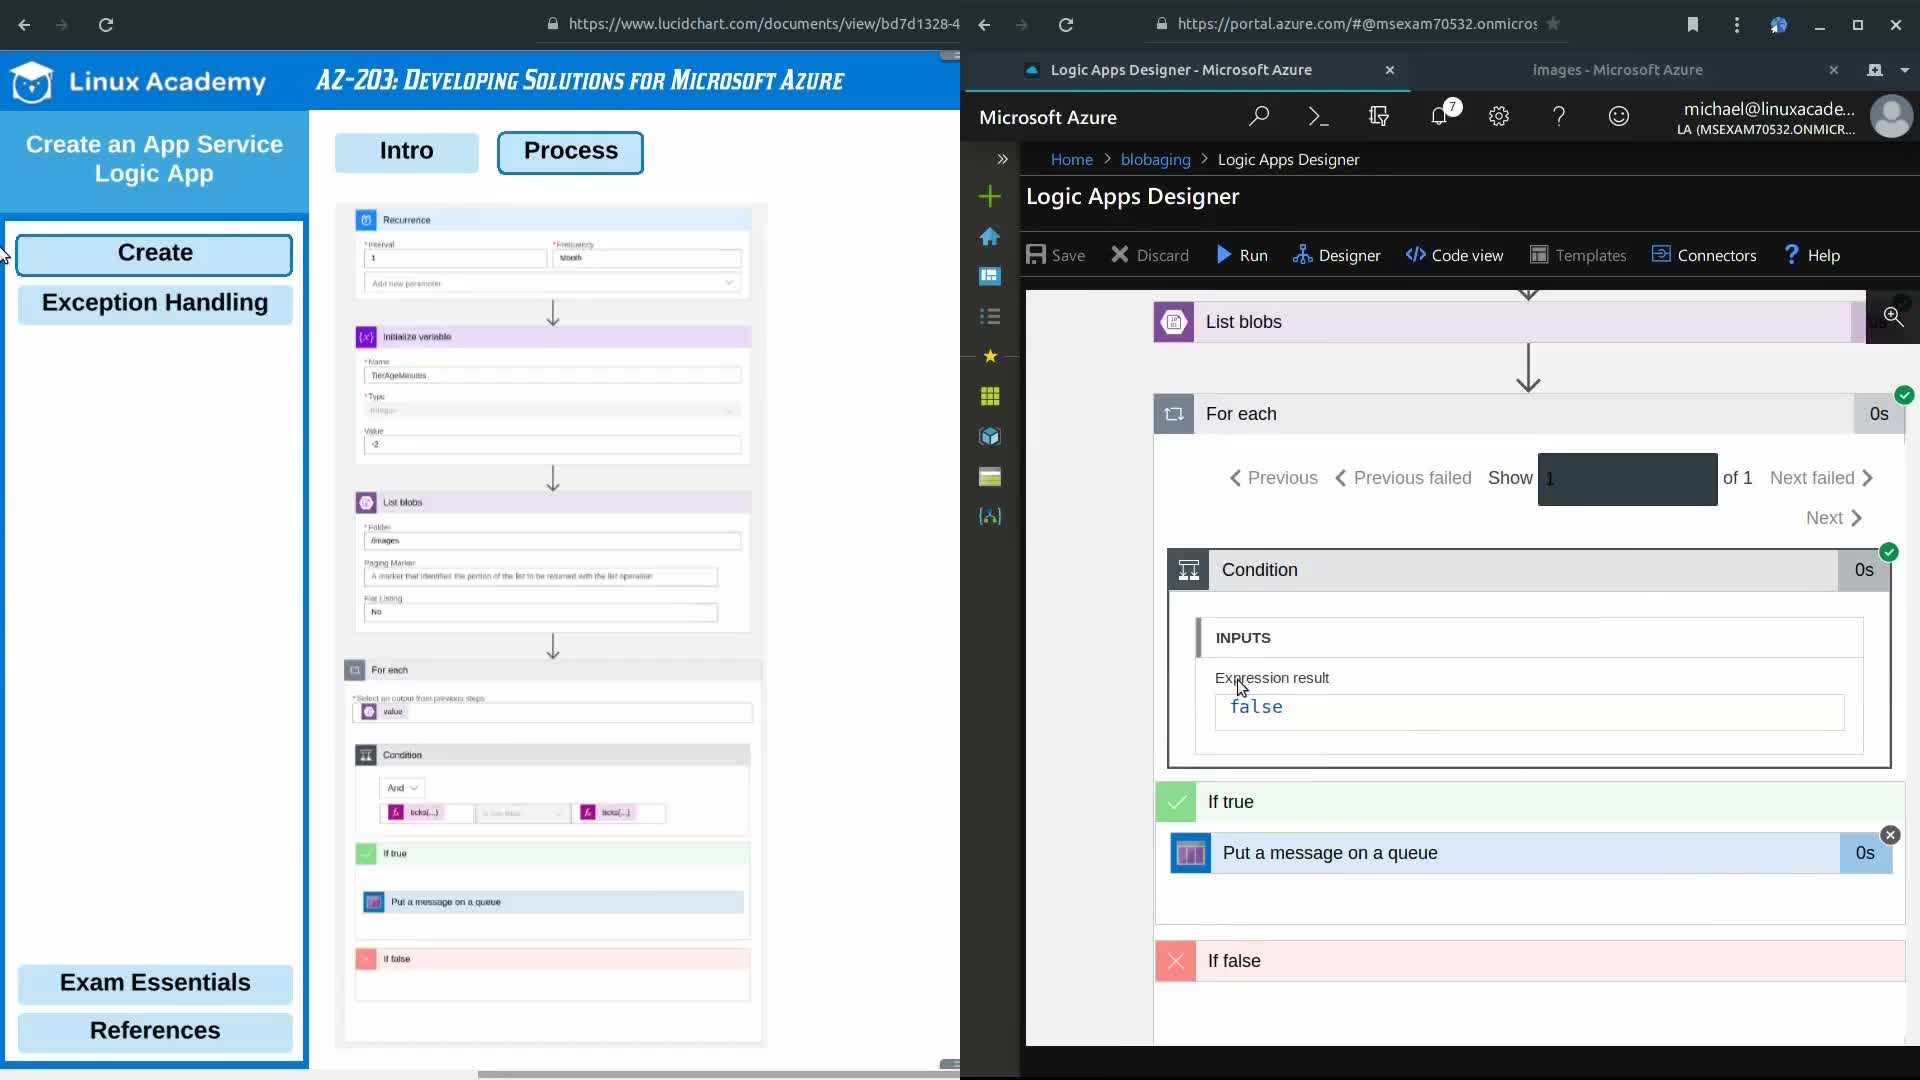 https://www.lucidchart.com/documents/view/bd7d1328-4
Linux Academy
AZ-203: Developing Solutions for Microsoft Azure
Create an App Service
Logic App
Create
Exception Handling
Exam Essentials
References
Intro
Process
Recurrence
* Interval
* Frequency
1
Month
Add new parameter
Initialize variable
* Name
TierAgeMinutes
* Type
Integer
Value
-2
List blobs
* Folder
/images
Paging Marker
A marker that identifies the portion of the list to be returned with the list operation
Flat Listing
No
For each
* Select an output from previous steps
value
Condition
And
ticks(...)
is less than
ticks(...)
If true
Put a message on a queue
If false
https://portal.azure.com/#@msexam70532.onmicros
Logic Apps Designer - Microsoft Azure
images - Microsoft Azure
Microsoft Azure
7
michael@linuxacade...
LA (MSEXAM70532.ONMICR...
Home > blobaging > Logic Apps Designer
Logic Apps Designer
Save
Discard
Run
Designer
Code view
Templates
Connectors
Help
List blobs
For each
0s
Previous
Previous failed
Show
1
of 1
Next failed
Next
Condition
0s
INPUTS
Expression result
false
If true
Put a message on a queue
0s
If false